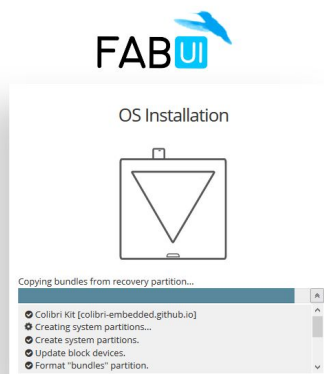 FABUI
OS Installation
Copying bundles from recovery partition...
Colibri Kit [colibri-embedded.github.io]
Creating system partitions...
Create system partitions.
Update block devices.
Format "bundles" partition.